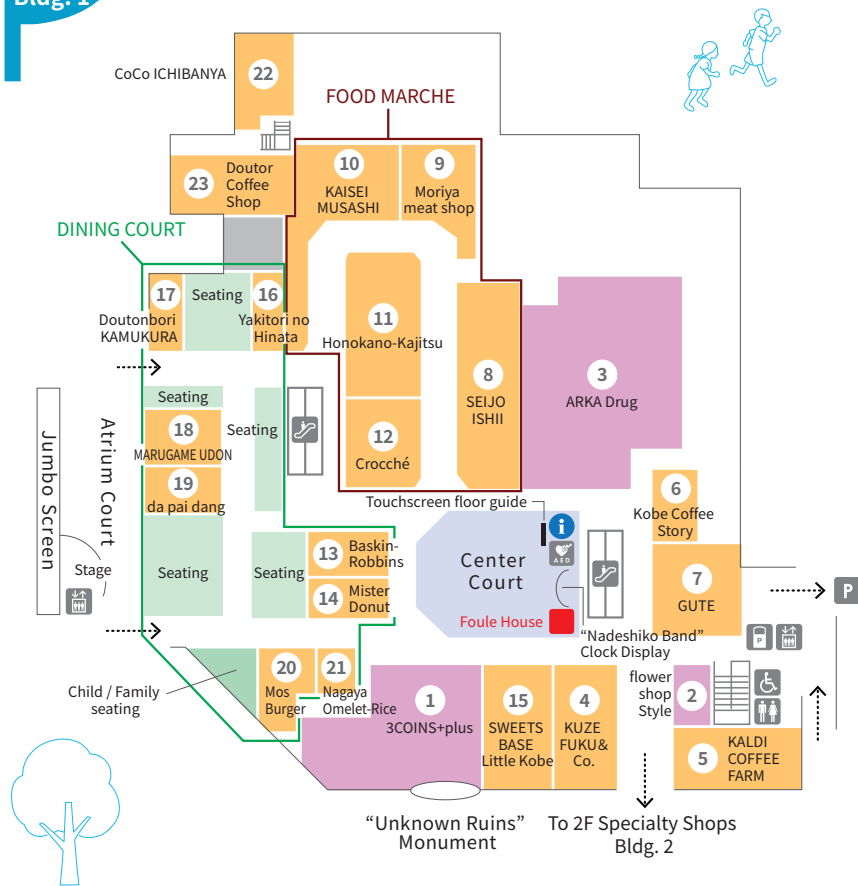 Bldg. 1
CoCo ICHIBANYA
22
FOOD MARCHE
23
Doutor
Coffee
Shop
10
KAISEI
MUSASHI
9
Moriya
meat shop
DINING COURT
17
Doutonbori
KAMUKURA
Seating
16
Yakitori no
Hinata
11
Honokano-Kajitsu
8
SEIJO
ISHII
3
ARKA Drug
Seating
18
MARUGAME UDON
Seating
12
Crocché
19
da pai dang
Jumbo Screen
Atrium Court
Stage
Seating
Seating
13
Baskin-
Robbins
14
Mister
Donut
Touchscreen floor guide
i
AED
Center
Court
Foule House
"Nadeshiko Band"
Clock Display
6
Kobe Coffee
Story
7
GUTE
P
P
Child / Family
seating
20
Mos
Burger
21
Nagaya
Omelet-Rice
1
3COINS+plus
15
SWEETS
BASE
Little Kobe
4
KUZE
FUKU&
Co.
flower
shop
Style
2
5
KALDI
COFFEE
FARM
“Unknown Ruins”
Monument
To 2F Specialty Shops
Bldg. 2